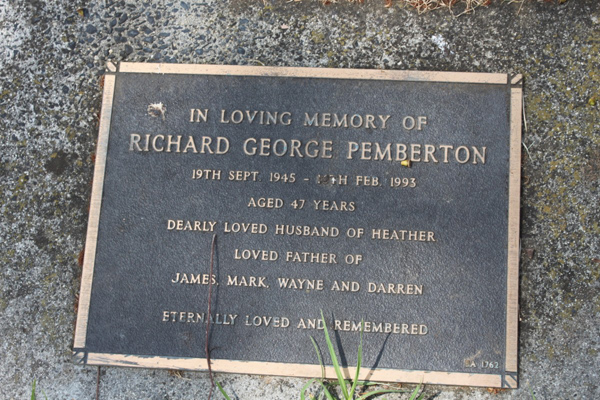 IN LOVING MEMORY OF
RICHARD GEORGE PEMBERTON
19TH SEPT. 1945 - FEB. 1993
AGED 47 YEARS
DEARLY LOVED HUSBAND OF HEATHER
LOVED FATHER OF
JAMES, MARK, WAYNE AND DARREN
ETERNALLY LOVED AND REMEMBERED
1762